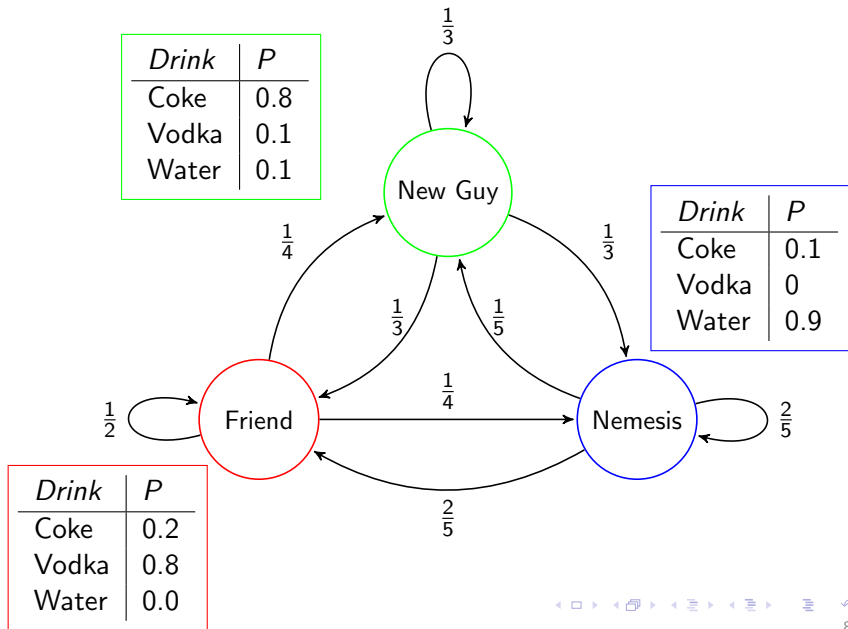 1/3
Drink P
Coke 0.8
Vodka 0.1
Water 0.1
New Guy
1/4
1/3
Drink P
Coke 0.1
Vodka 0
Water 0.9
1/3
1/5
1/4
1/2
Friend
Nemesis
2/5
Drink P
Coke 0.2
Vodka 0.8
Water 0.0
2/5